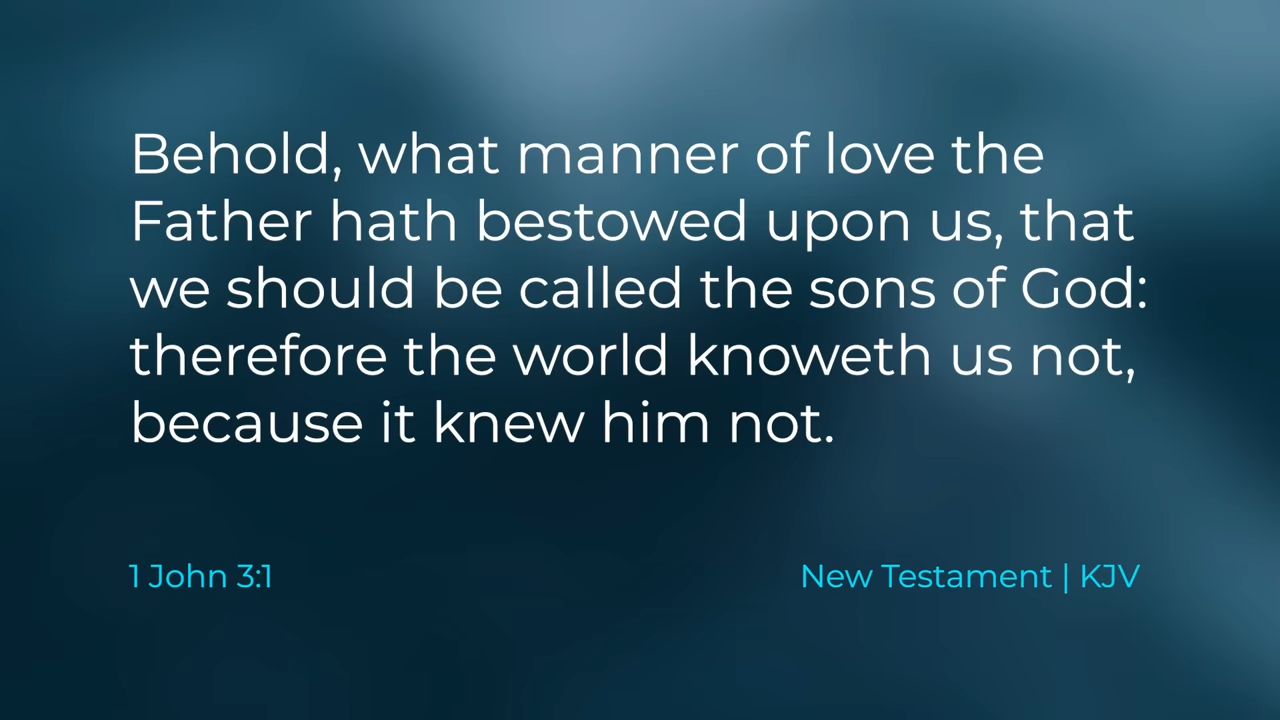 Behold, what manner of love the
Father hath bestowed upon us, that
we should be called the sons of God:
therefore the world knoweth us not,
because it knew him not.
1 John 3:1
New Testament | KJV